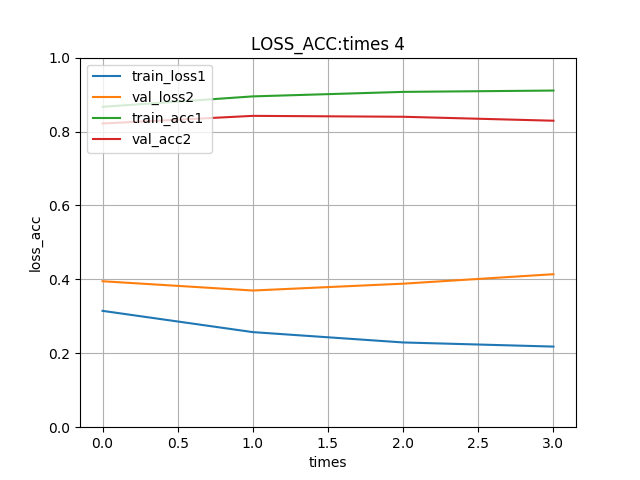 LOSS_ACC:times 4
train_loss1
val_loss2
train_acc1
val_acc2
loss_acc
1.0
0.8
0.6
0.4
0.2
0.0
0.0 0.5 1.0 1.5 2.0 2.5 3.0
times